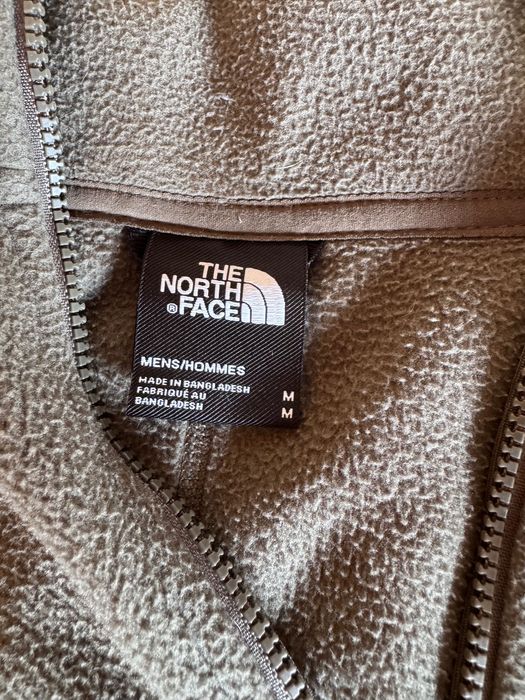 THE
NORTH
® FACE
MENS/HOMMES
MADE IN BANGLADESH
FABRIQUÉ AU
BANGLADESH
M
M